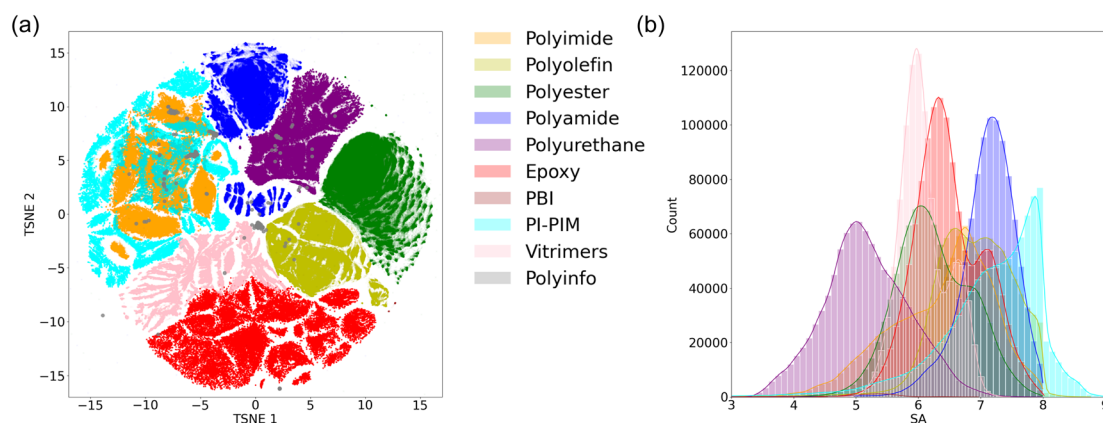 (a)
15
10
5
0
−5
−10
−15
TSNE 2
−15
−10
−5
0
5
10
15
TSNE 1
Polyimide
Polyolefin
Polyester
Polyamide
Polyurethane
Epoxy
PBI
PI-PIM
Vitrimers
Polyinfo
(b)
120000
100000
80000
60000
40000
20000
0
Count
3
4
5
6
7
8
9
SA